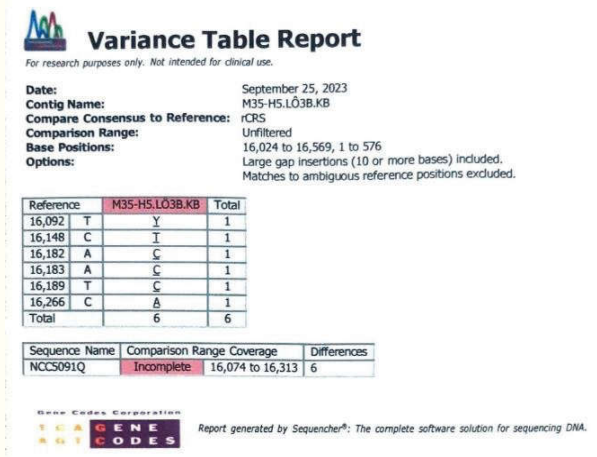 Variance Table Report
For research purposes only. Not intended for clinical use.
Date: September 25, 2023
Contig Name: M35-H5.LÔ3B.KB
Compare Consensus to Reference: rCRS
Comparison Range: Unfiltered
Base Positions: 16,024 to 16,569, 1 to 576
Options: Large gap insertions (10 or more bases) included.
Matches to ambiguous reference positions excluded.
Reference M35-H5.LÔ3B.KB Total
16,092 T Y 1
16,148 C T 1
16,182 A C 1
16,183 A C 1
16,189 T C 1
16,266 C A 1
Total 6 6
Sequence Name Comparison Range Coverage Differences
NCC5091Q Incomplete 16,074 to 16,313 6
Gene Codes Corporation
T C A G E N E
A G T C O D E S
Report generated by Sequencher®: The complete software solution for sequencing DNA.